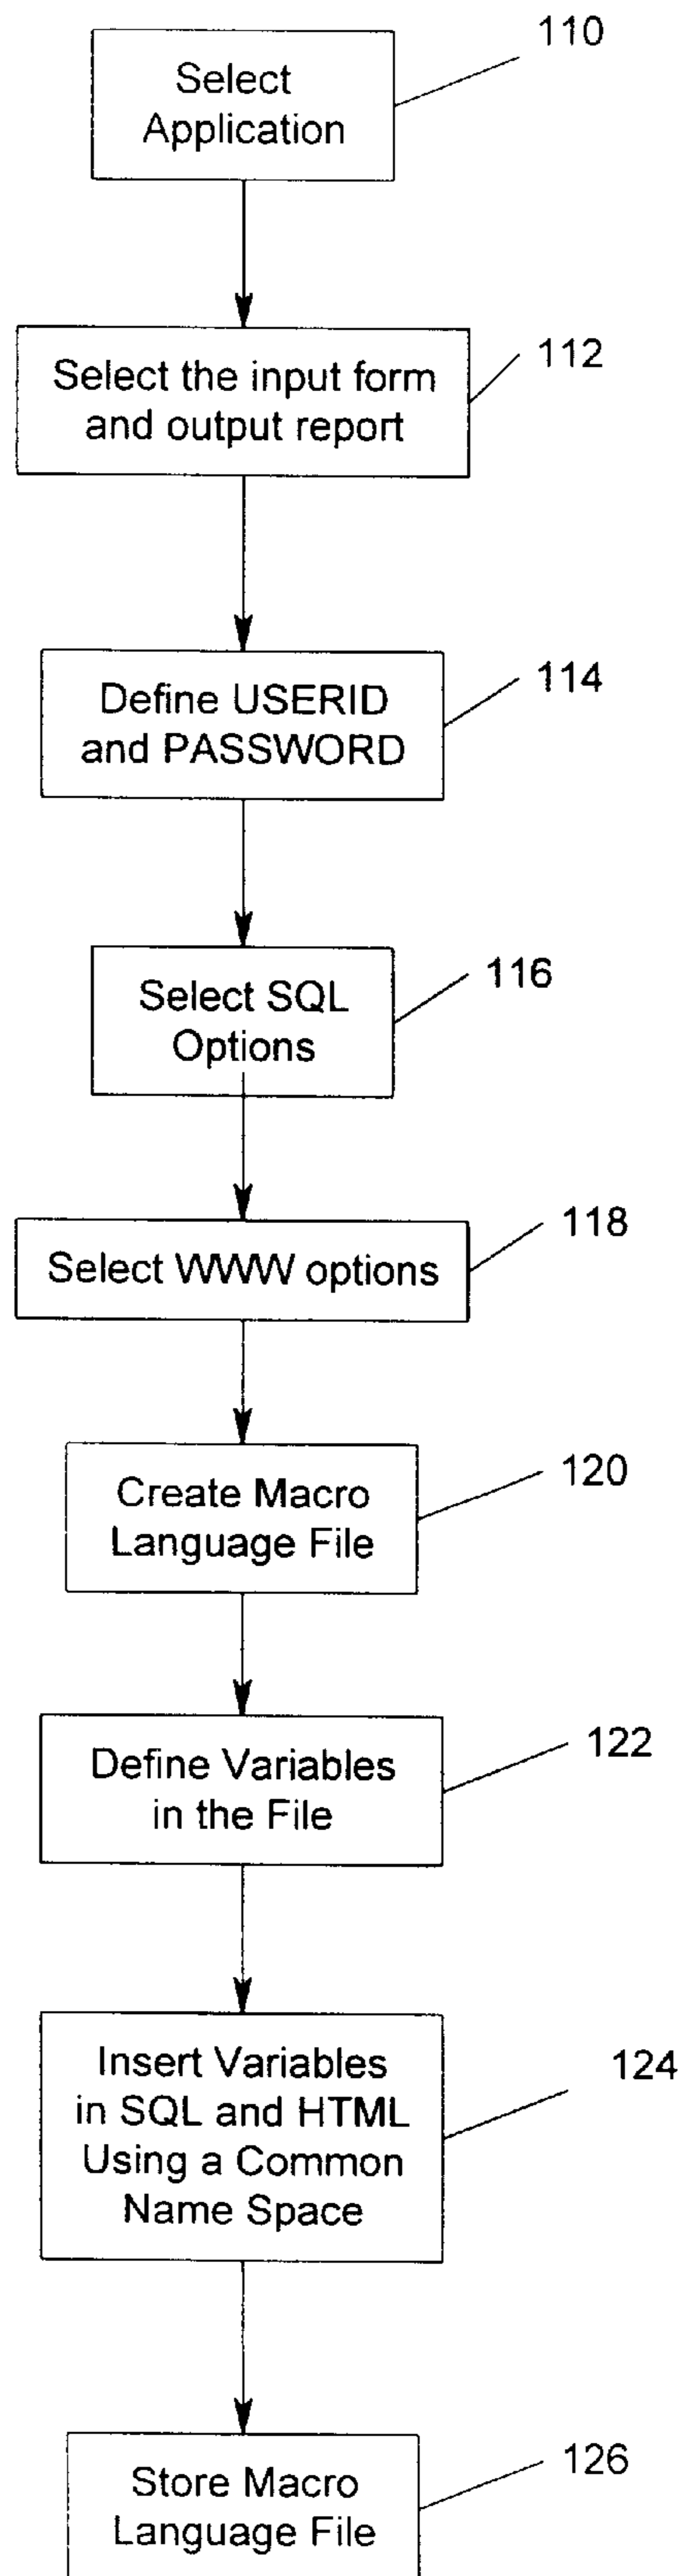 110
Select
Application
112
Select the input form
and output report
114
Define USERID
and PASSWORD
116
Select SQL
Options
118
Select WWW options
120
Create Macro
Language File
122
Define Variables
in the File
124
Insert Variables
in SQL and HTML
Using a Common
Name Space
126
Store Macro
Language File